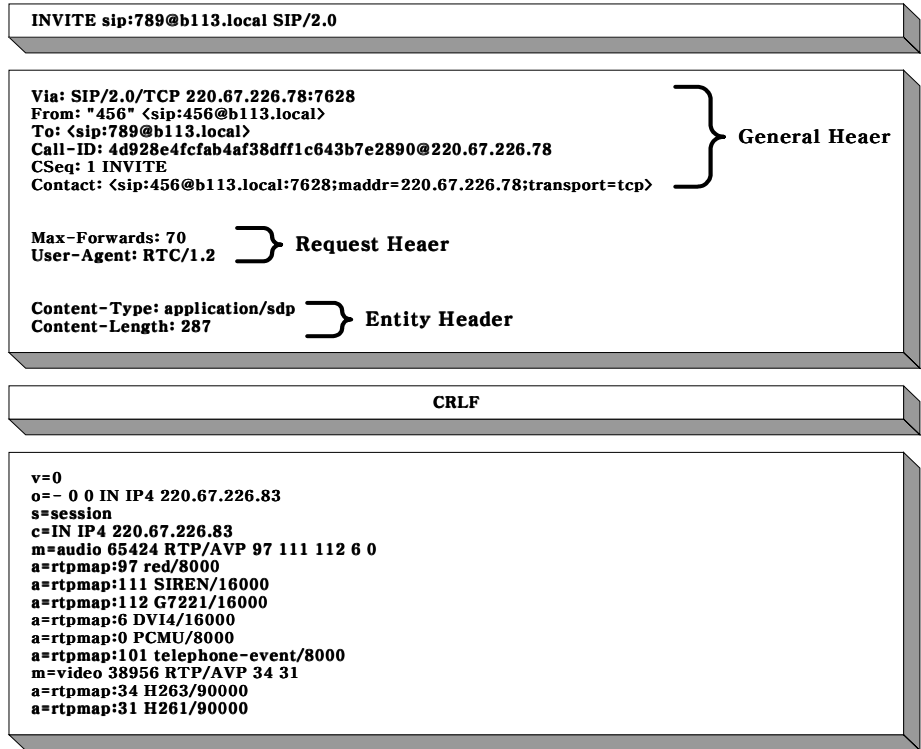 INVITE sip:789@b113.local SIP/2.0
Via: SIP/2.0/TCP 220.67.226.78:7628
From: "456" <sip:456@b113.local>
To: <sip:789@b113.local>
Call-ID: 4d928e4fcfab4af38dff1c643b7e2890@220.67.226.78
CSeq: 1 INVITE
Contact: <sip:456@b113.local:7628;maddr=220.67.226.78;transport=tcp>
General Heaer
Max-Forwards: 70
User-Agent: RTC/1.2
Request Heaer
Content-Type: application/sdp
Content-Length: 287
Entity Header
CRLF
v=0
o=- 0 0 IN IP4 220.67.226.83
s=session
c=IN IP4 220.67.226.83
m=audio 65424 RTP/AVP 97 111 112 6 0
a=rtpmap:97 red/8000
a=rtpmap:111 SIREN/16000
a=rtpmap:112 G7221/16000
a=rtpmap:6 DVI4/16000
a=rtpmap:0 PCMU/8000
a=rtpmap:101 telephone-event/8000
m=video 38956 RTP/AVP 34 31
a=rtpmap:34 H263/90000
a=rtpmap:31 H261/90000